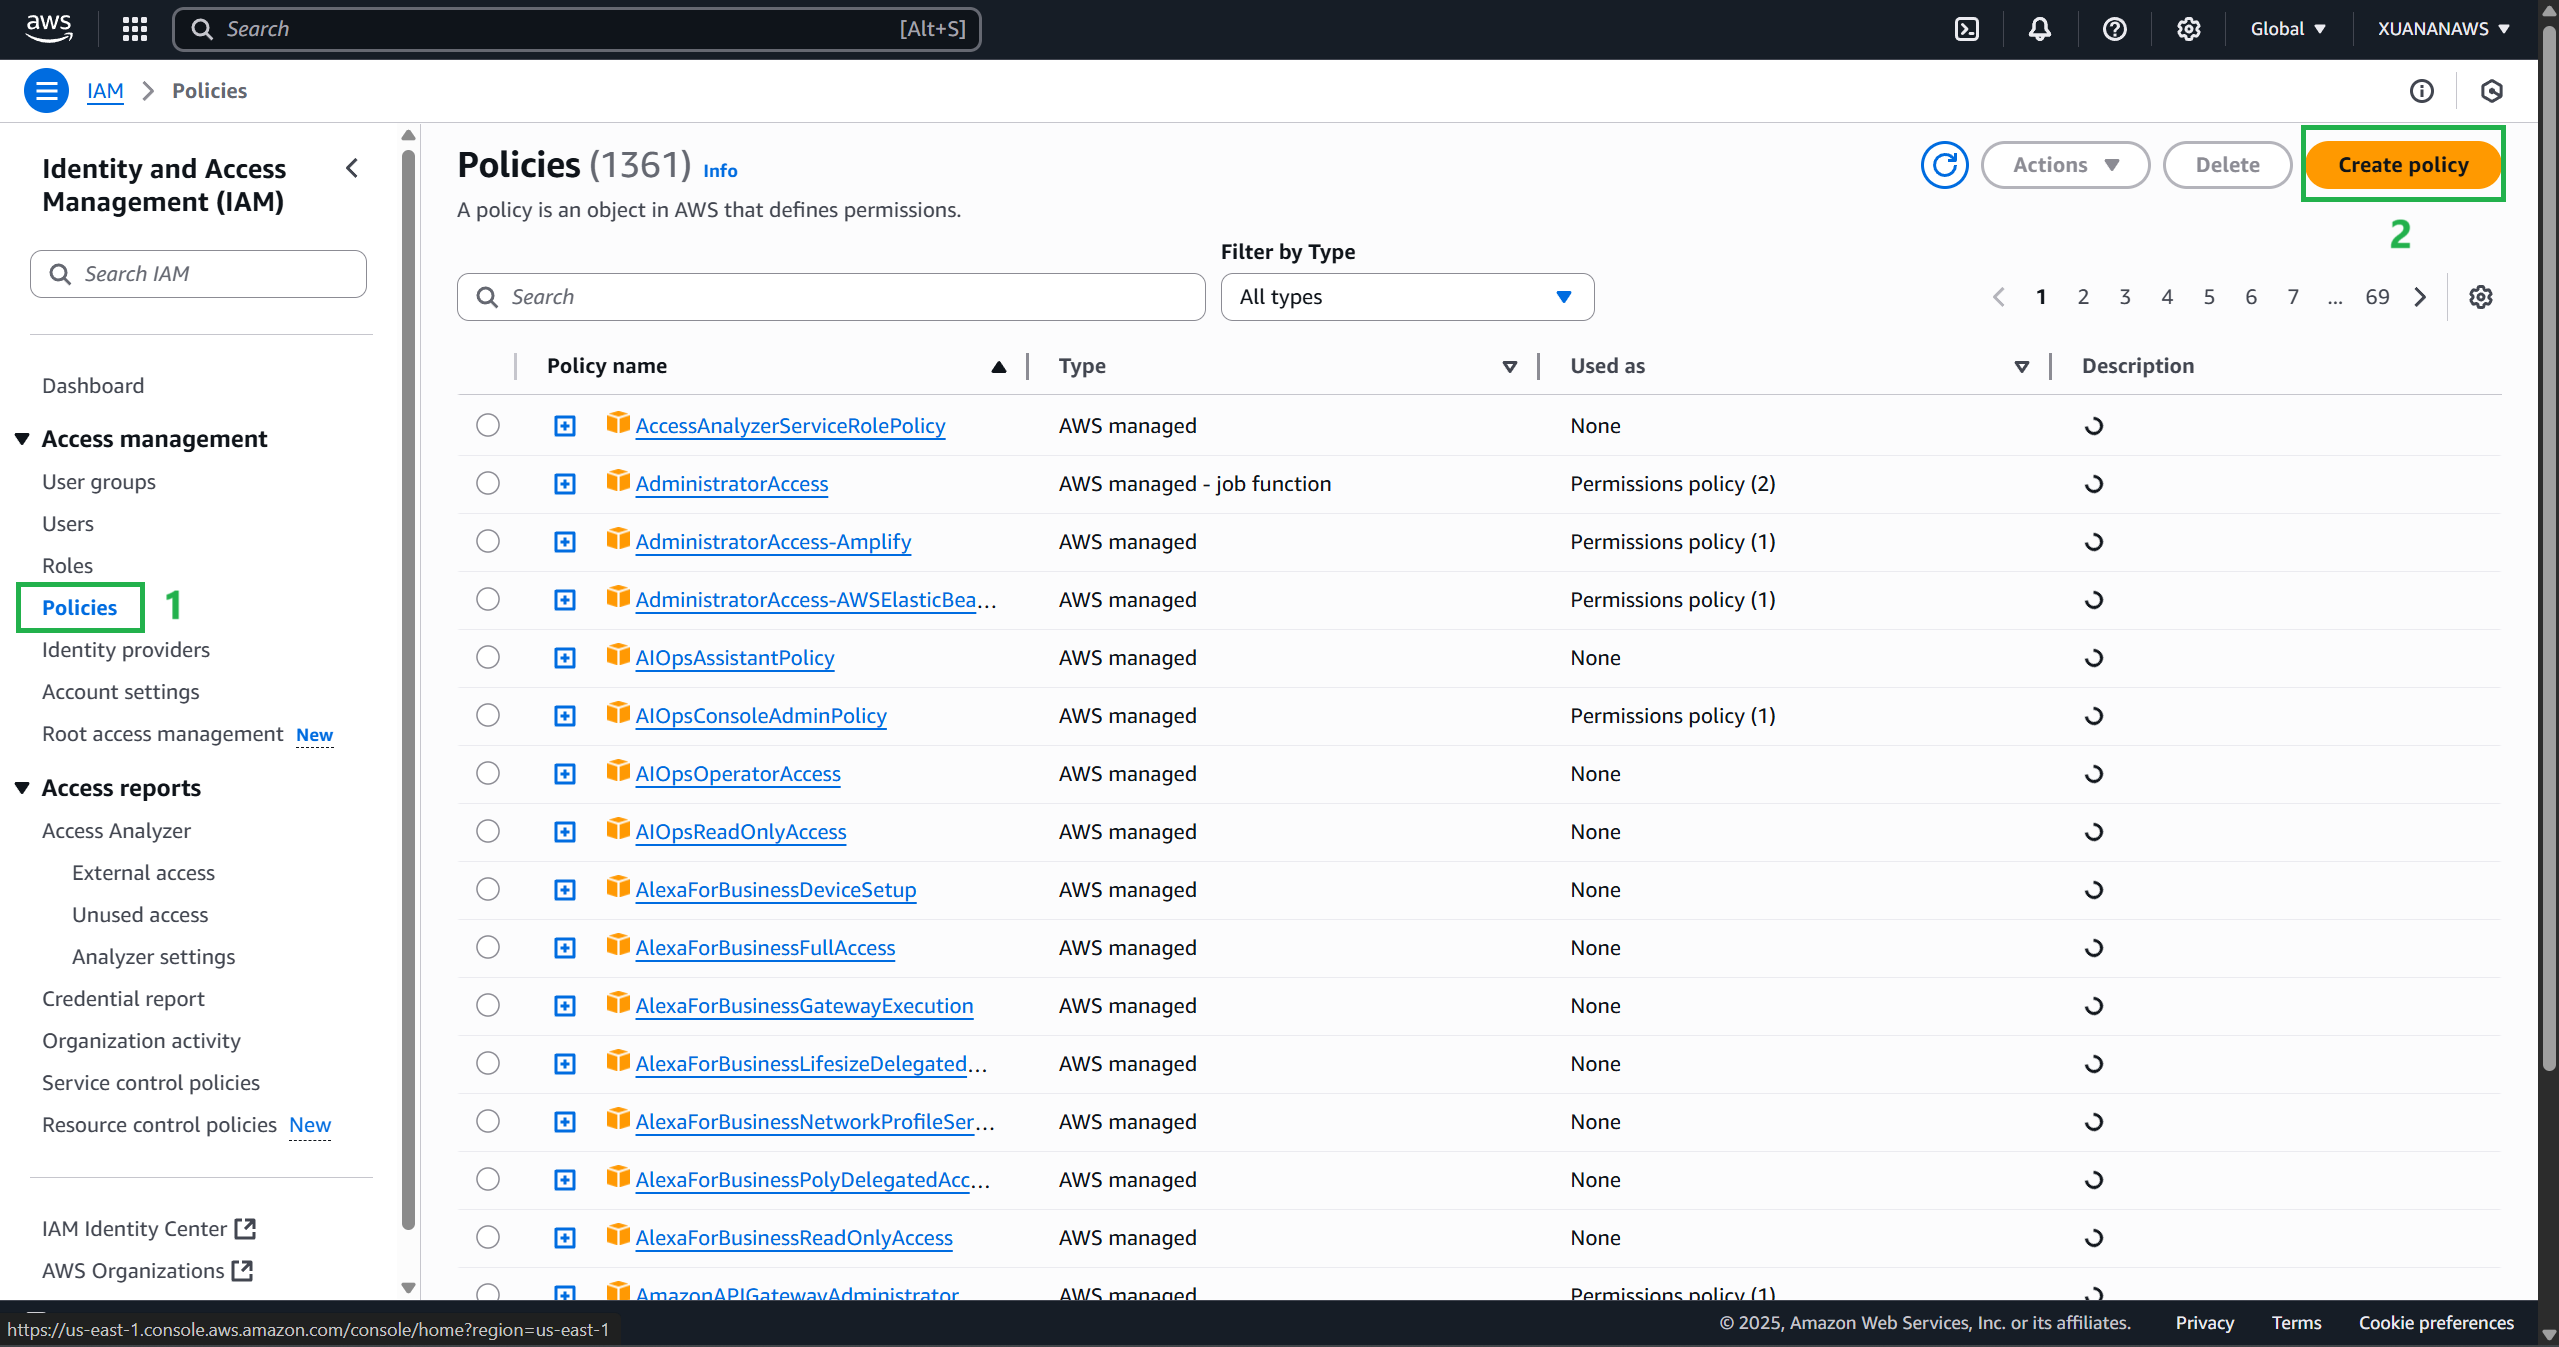 aws
Search [Alt+S]
Global
XUANANAWS
IAM > Policies
Identity and Access
Management (IAM)
Search IAM
Dashboard
Access management
User groups
Users
Roles
Policies 1
Identity providers
Account settings
Root access management New
Access reports
Access Analyzer
External access
Unused access
Analyzer settings
Credential report
Organization activity
Service control policies
Resource control policies New
IAM Identity Center
AWS Organizations
Policies (1361) Info
A policy is an object in AWS that defines permissions.
Actions
Delete
Create policy
2
Filter by Type
Search
All types
1 2 3 4 5 6 7 ... 69
Policy name Type Used as Description
AccessAnalyzerServiceRolePolicy AWS managed None
AdministratorAccess AWS managed - job function Permissions policy (2)
AdministratorAccess-Amplify AWS managed Permissions policy (1)
AdministratorAccess-AWSElasticBea... AWS managed Permissions policy (1)
AIOpsAssistantPolicy AWS managed None
AIOpsConsoleAdminPolicy AWS managed Permissions policy (1)
AIOpsOperatorAccess AWS managed None
AIOpsReadOnlyAccess AWS managed None
AlexaForBusinessDeviceSetup AWS managed None
AlexaForBusinessFullAccess AWS managed None
AlexaForBusinessGatewayExecution AWS managed None
AlexaForBusinessLifesizeDelegated... AWS managed None
AlexaForBusinessNetworkProfileSer... AWS managed None
AlexaForBusinessPolyDelegatedAcc... AWS managed None
AlexaForBusinessReadOnlyAccess AWS managed None
AmazonAPIGatewayAdministrator AWS managed Permissions policy (1)
https://us-east-1.console.aws.amazon.com/console/home?region=us-east-1
© 2025, Amazon Web Services, Inc. or its affiliates. Privacy Terms Cookie preferences